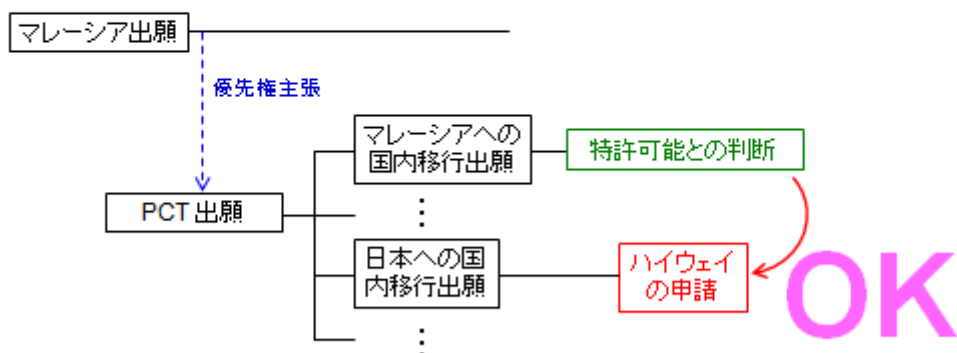 マレーシア出願
優先権主張
マレーシアへの
国内移行出願
特許可能との判断
PCT 出願
⋮
日本への国
内移行出願
ハイウェイ
の申請
OK
⋮